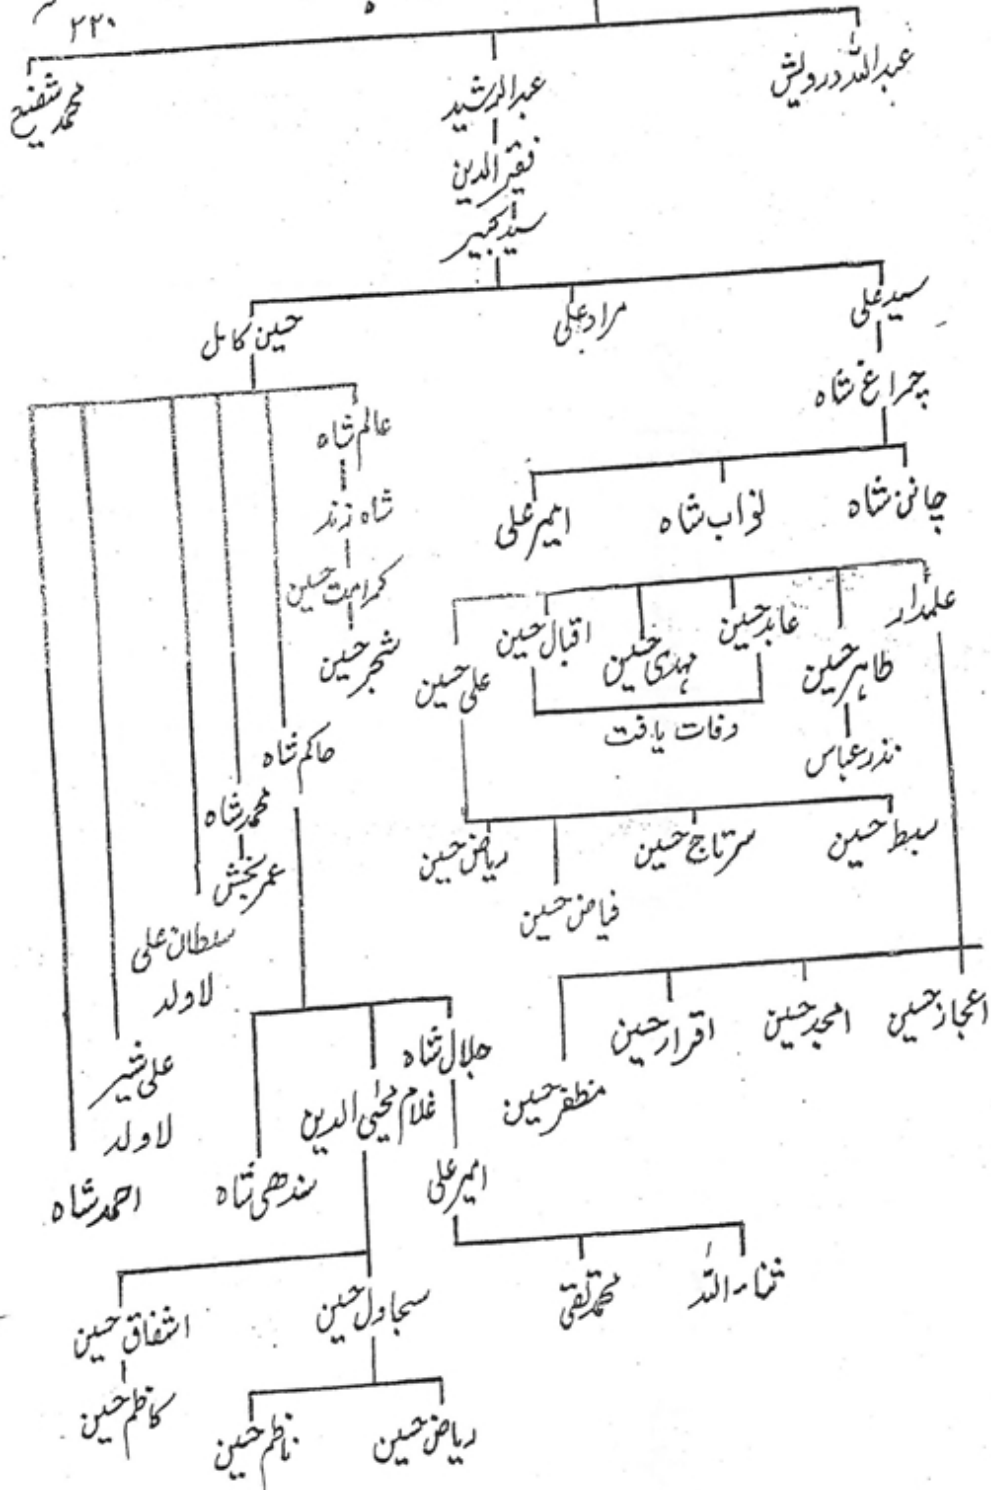 ۲۲۰
عبداللہ درویش
عبدالرشید
محمد شفیع
فقیر الدین
سید کبیر
سید علی
مراد علی
حسین کامل
چراغ شاہ
عالم شاہ
چانن شاہ
نواب شاہ
امیر علی
شاہ زند
کرامت حسین
شجر حسین
علمدار
طاہر حسین
عابد حسین
مہدی حسین
اقبال حسین
علی حسین
وفات یافت
نذر عباس
حاکم شاہ
محمد شاہ
عمر بخش
سبط حسین
سرتاج حسین
ریاض حسین
فیاض حسین
سلطان علی
لاولد
اعجاز حسین
امجد حسین
اقرار حسین
مظفر حسین
جلال شاہ
غلام محی الدین
سندھی شاہ
علی شیر
لاولد
احمد شاہ
امیر علی
ثناء اللہ
محمد تقی
سجاول حسین
اشفاق حسین
کاظم حسین
ریاض حسین
ناظم حسین